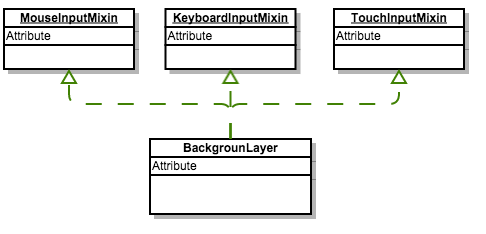 MouseInputMixin
Attribute
KeyboardInputMixin
Attribute
TouchInputMixin
Attribute
BackgrounLayer
Attribute